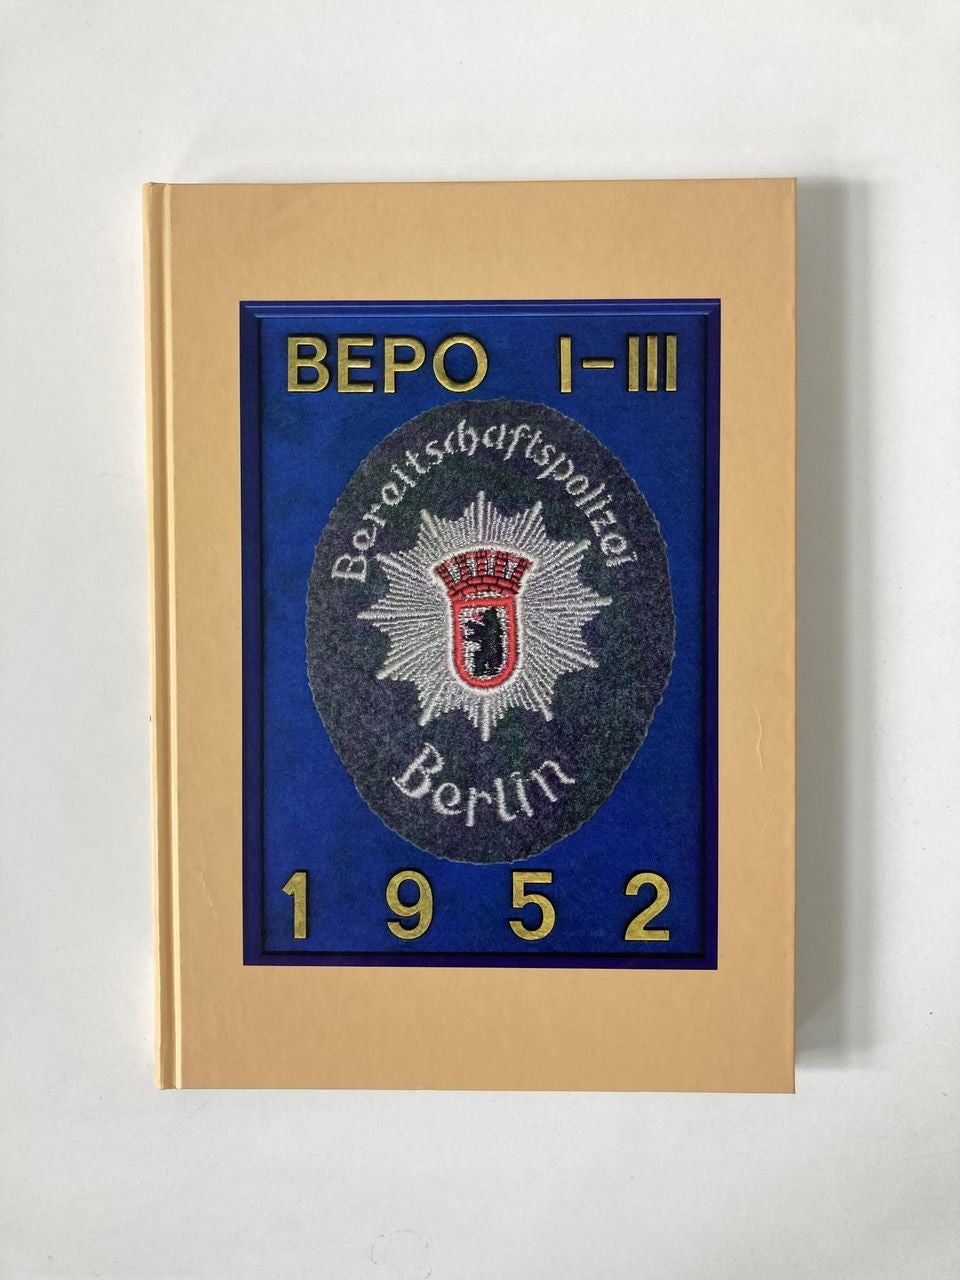 BEPO I-III
Bereitschaftspolizei
Berlin
1952